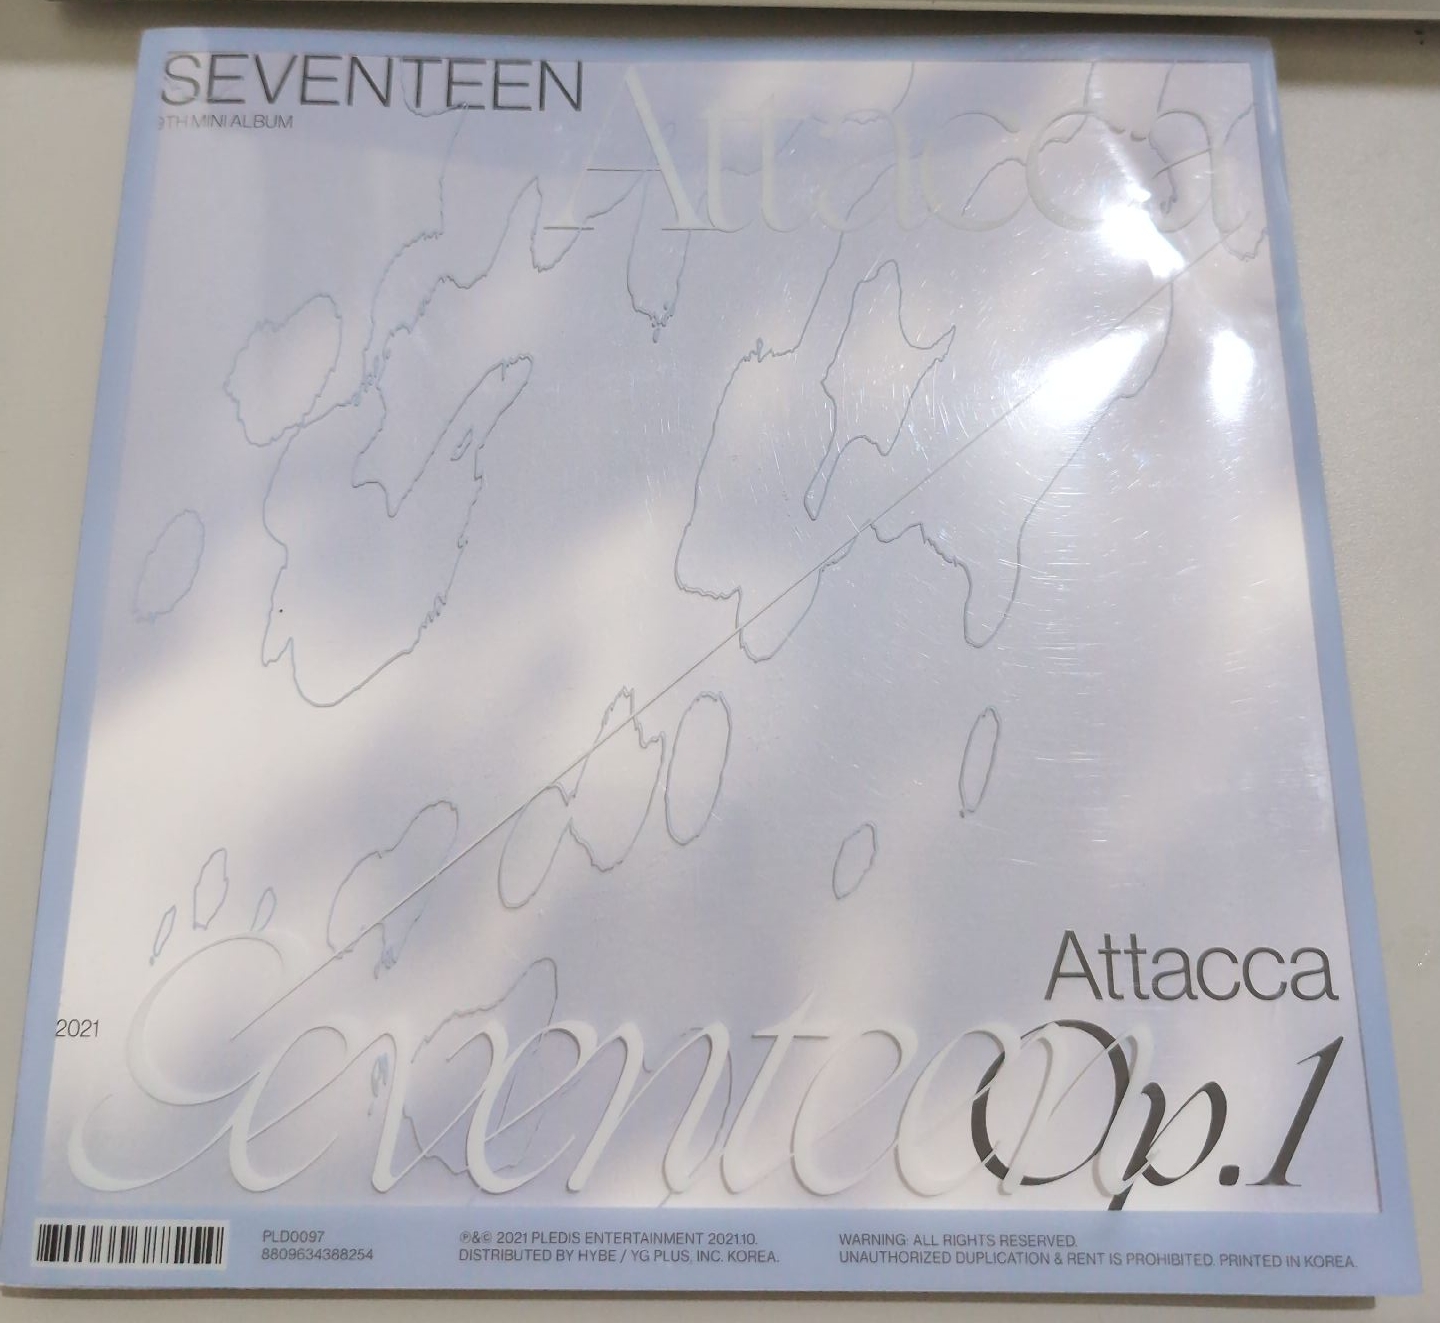 SEVENTEEN
9TH MINI ALBUM
Attacca
Attacca
2021
Seventeen
Op.1
PLD0097
8809634388254
℗&© 2021 PLEDIS ENTERTAINMENT 2021.10.
DISTRIBUTED BY HYBE / YG PLUS, INC. KOREA.
WARNING: ALL RIGHTS RESERVED.
UNAUTHORIZED DUPLICATION & RENT IS PROHIBITED. PRINTED IN KOREA.